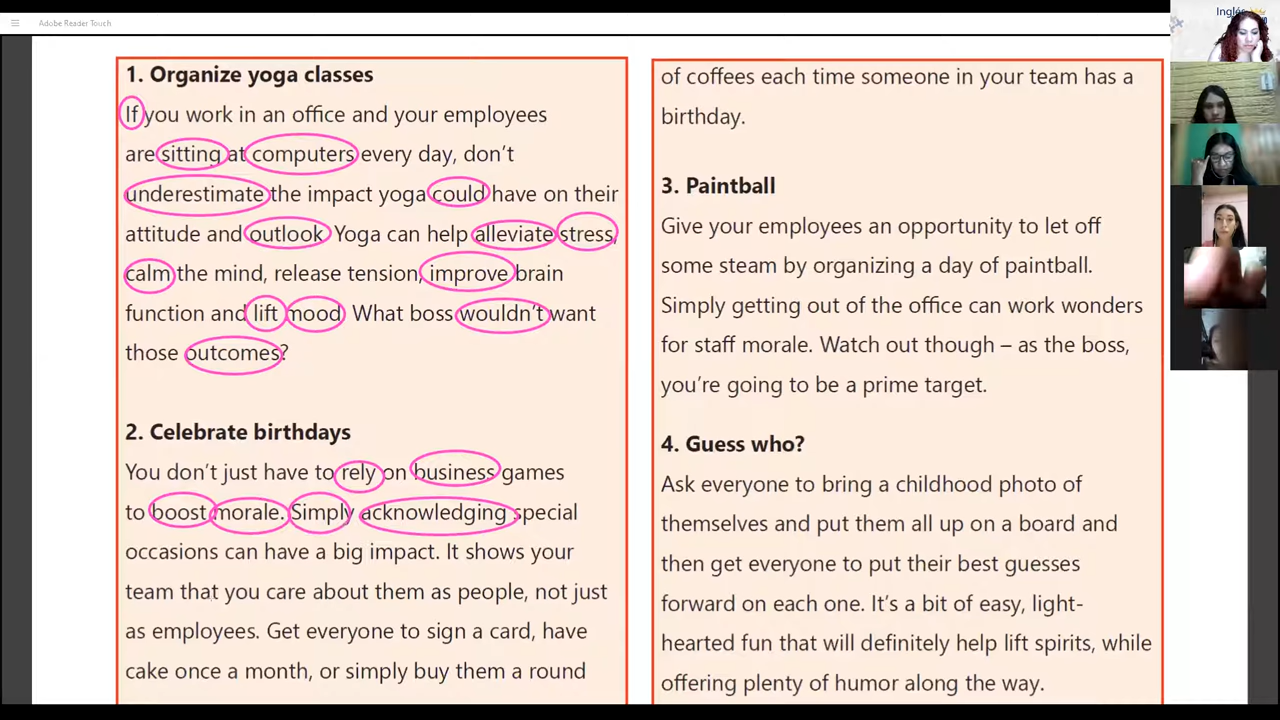 Adobe Reader Touch
Inglés
1. Organize yoga classes
If you work in an office and your employees
are sitting at computers every day, don’t
underestimate the impact yoga could have on their
attitude and outlook. Yoga can help alleviate stress,
calm the mind, release tension, improve brain
function and lift mood. What boss wouldn’t want
those outcomes?
2. Celebrate birthdays
You don’t just have to rely on business games
to boost morale. Simply acknowledging special
occasions can have a big impact. It shows your
team that you care about them as people, not just
as employees. Get everyone to sign a card, have
cake once a month, or simply buy them a round
of coffees each time someone in your team has a
birthday.
3. Paintball
Give your employees an opportunity to let off
some steam by organizing a day of paintball.
Simply getting out of the office can work wonders
for staff morale. Watch out though – as the boss,
you’re going to be a prime target.
4. Guess who?
Ask everyone to bring a childhood photo of
themselves and put them all up on a board and
then get everyone to put their best guesses
forward on each one. It’s a bit of easy, light-
hearted fun that will definitely help lift spirits, while
offering plenty of humor along the way.